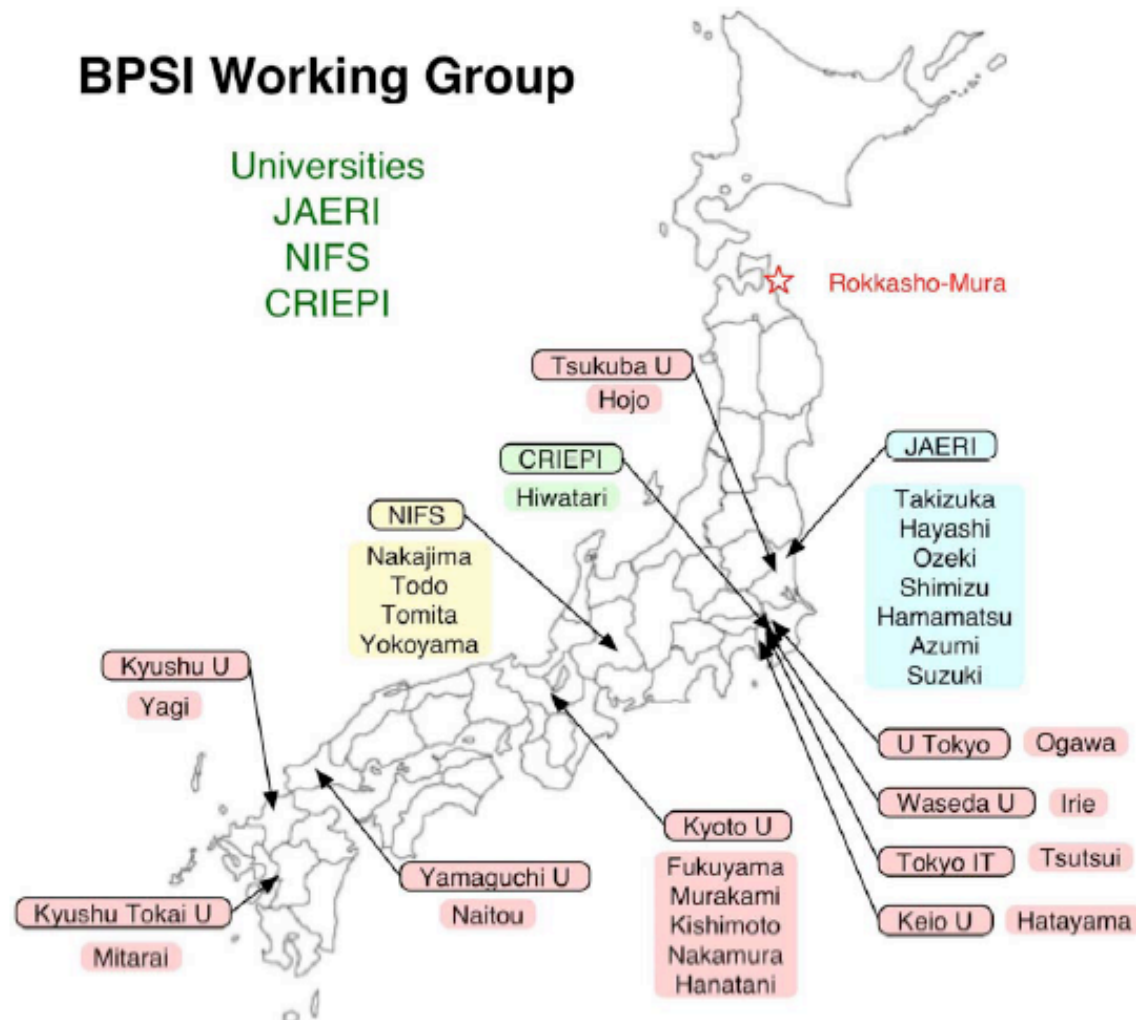 BPSI Working Group
Universities
JAERI
NIFS
CRIEPI
Rokkasho-Mura
Tsukuba U
Hojo
CRIEPI
Hiwatari
JAERI
Takizuka
Hayashi
Ozeki
Shimizu
Hamamatsu
Azumi
Suzuki
NIFS
Nakajima
Todo
Tomita
Yokoyama
Kyushu U
Yagi
U Tokyo
Ogawa
Waseda U
Irie
Tokyo IT
Tsutsui
Keio U
Hatayama
Kyoto U
Fukuyama
Murakami
Kishimoto
Nakamura
Hanatani
Yamaguchi U
Naitou
Kyushu Tokai U
Mitarai